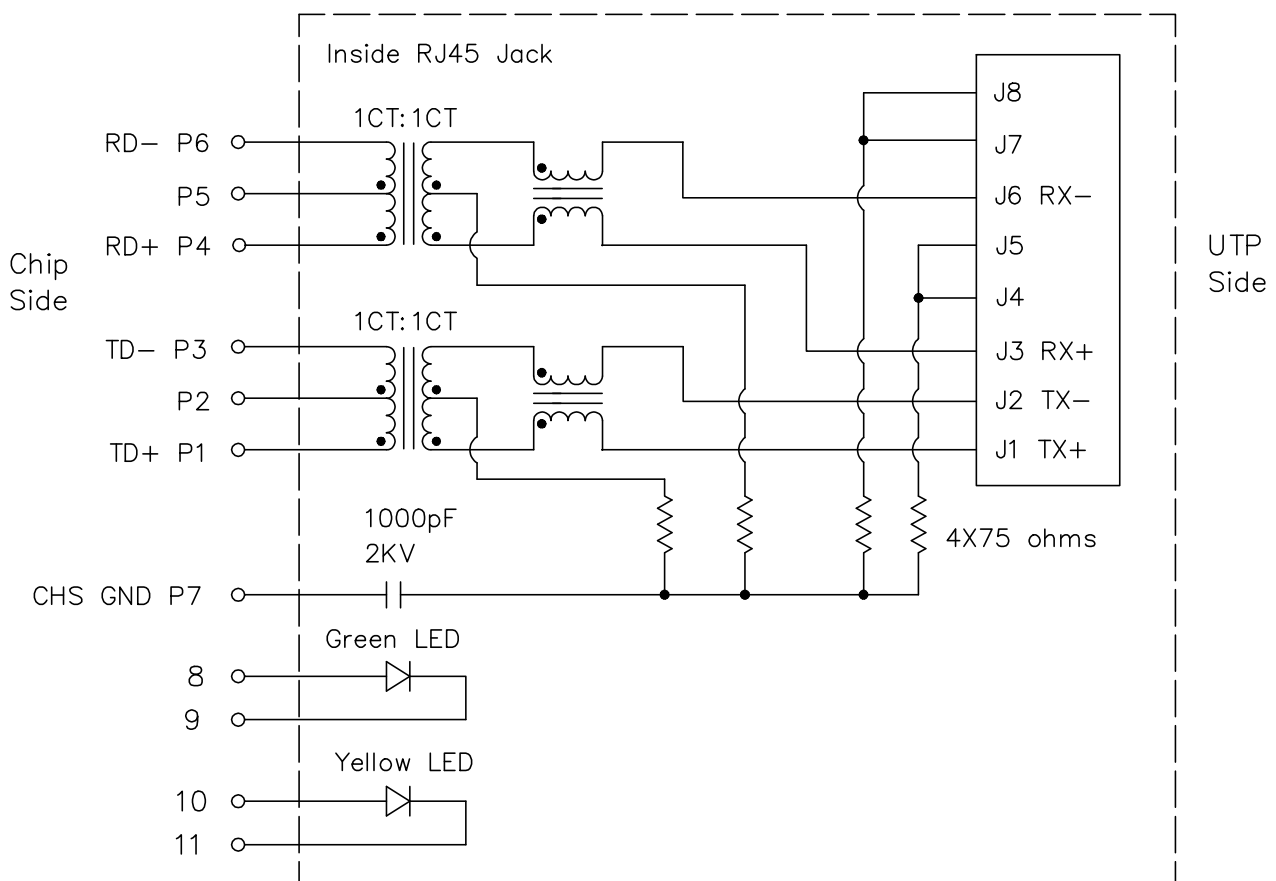 Inside RJ45 Jack
1CT:1CT
RD- P6
P5
RD+ P4
Chip
Side
1CT:1CT
TD- P3
P2
TD+ P1
J8
J7
J6 RX-
J5
J4
J3 RX+
J2 TX-
J1 TX+
UTP
Side
1000pF
2KV
4X75 ohms
CHS GND P7
Green LED
8
9
Yellow LED
10
11